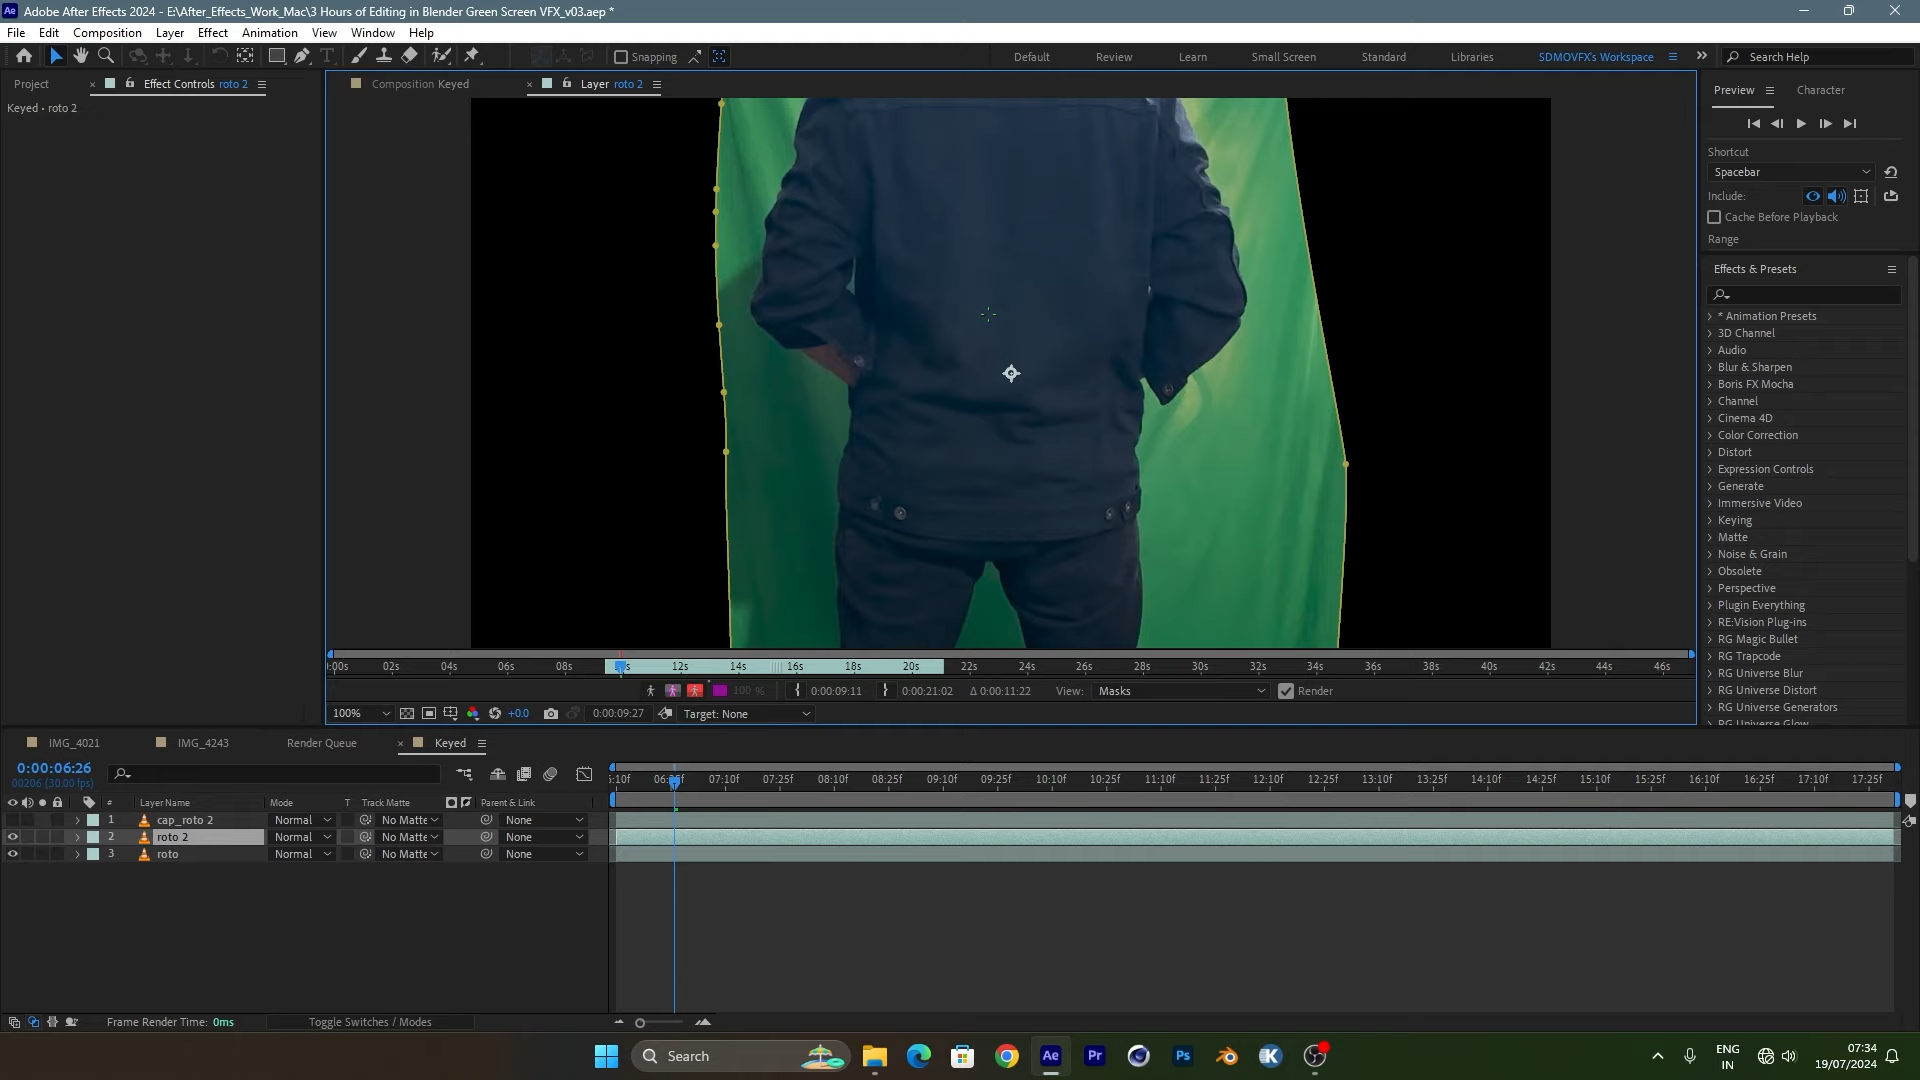 Adobe After Effects 2024 - E:\After_Effects_Work_Mac\3 Hours of Editing in Blender Green Screen VFX_v03.aep *
File Edit Composition Layer Effect Animation View Window Help
Snapping Default Review Learn Small Screen Standard Libraries SDMOVFX's Workspace Search Help
Project Effect Controls roto 2
Keyed • roto 2
Composition Keyed Layer roto 2
Preview Character
Shortcut
Spacebar
Include:
Cache Before Playback
Range
Effects & Presets
* Animation Presets
3D Channel
Audio
Blur & Sharpen
Boris FX Mocha
Channel
Cinema 4D
Color Correction
Distort
Expression Controls
Generate
Immersive Video
Keying
Matte
Noise & Grain
Obsolete
Perspective
Plugin Everything
RE:Vision Plug-ins
RG Magic Bullet
RG Trapcode
RG Universe Blur
RG Universe Distort
RG Universe Generators
RG Universe Glow
:00s 02s 04s 06s 08s 12s 14s 16s 18s 20s 22s 24s 26s 28s 30s 32s 34s 36s 38s 40s 42s 44s 46s
100 % 0:00:09:11 0:00:21:02 Δ 0:00:11:22 View: Masks Render
100% +0.0 0:00:09:27 Target: None
IMG_4021 IMG_4243 Render Queue Keyed
0:00:06:26
00206 (30.00 fps)
5:10f 07:10f 07:25f 08:10f 08:25f 09:10f 09:25f 10:10f 10:25f 11:10f 11:25f 12:10f 12:25f 13:10f 13:25f 14:10f 14:25f 15:10f 15:25f 16:10f 16:25f 17:10f 17:25f
# Layer Name Mode T Track Matte Parent & Link
1 cap_roto 2 Normal No Matte None
2 roto 2 Normal No Matte None
3 roto Normal No Matte None
Frame Render Time: 0ms Toggle Switches / Modes
Search
ENG
IN
07:34
19/07/2024